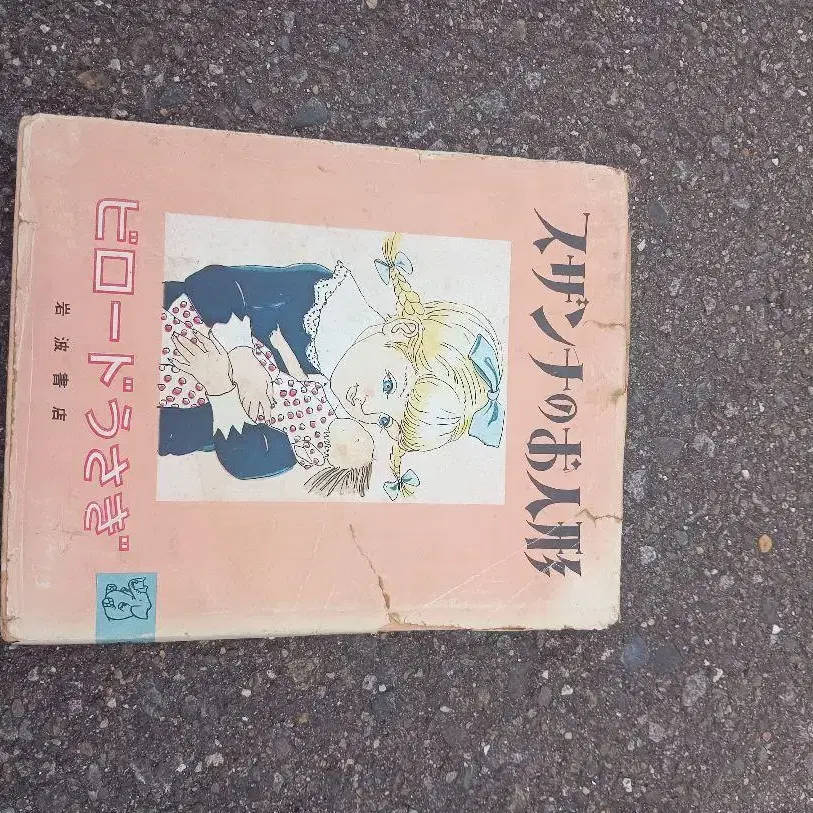 スザンナのお人形
ビロードうさぎ
岩波書店